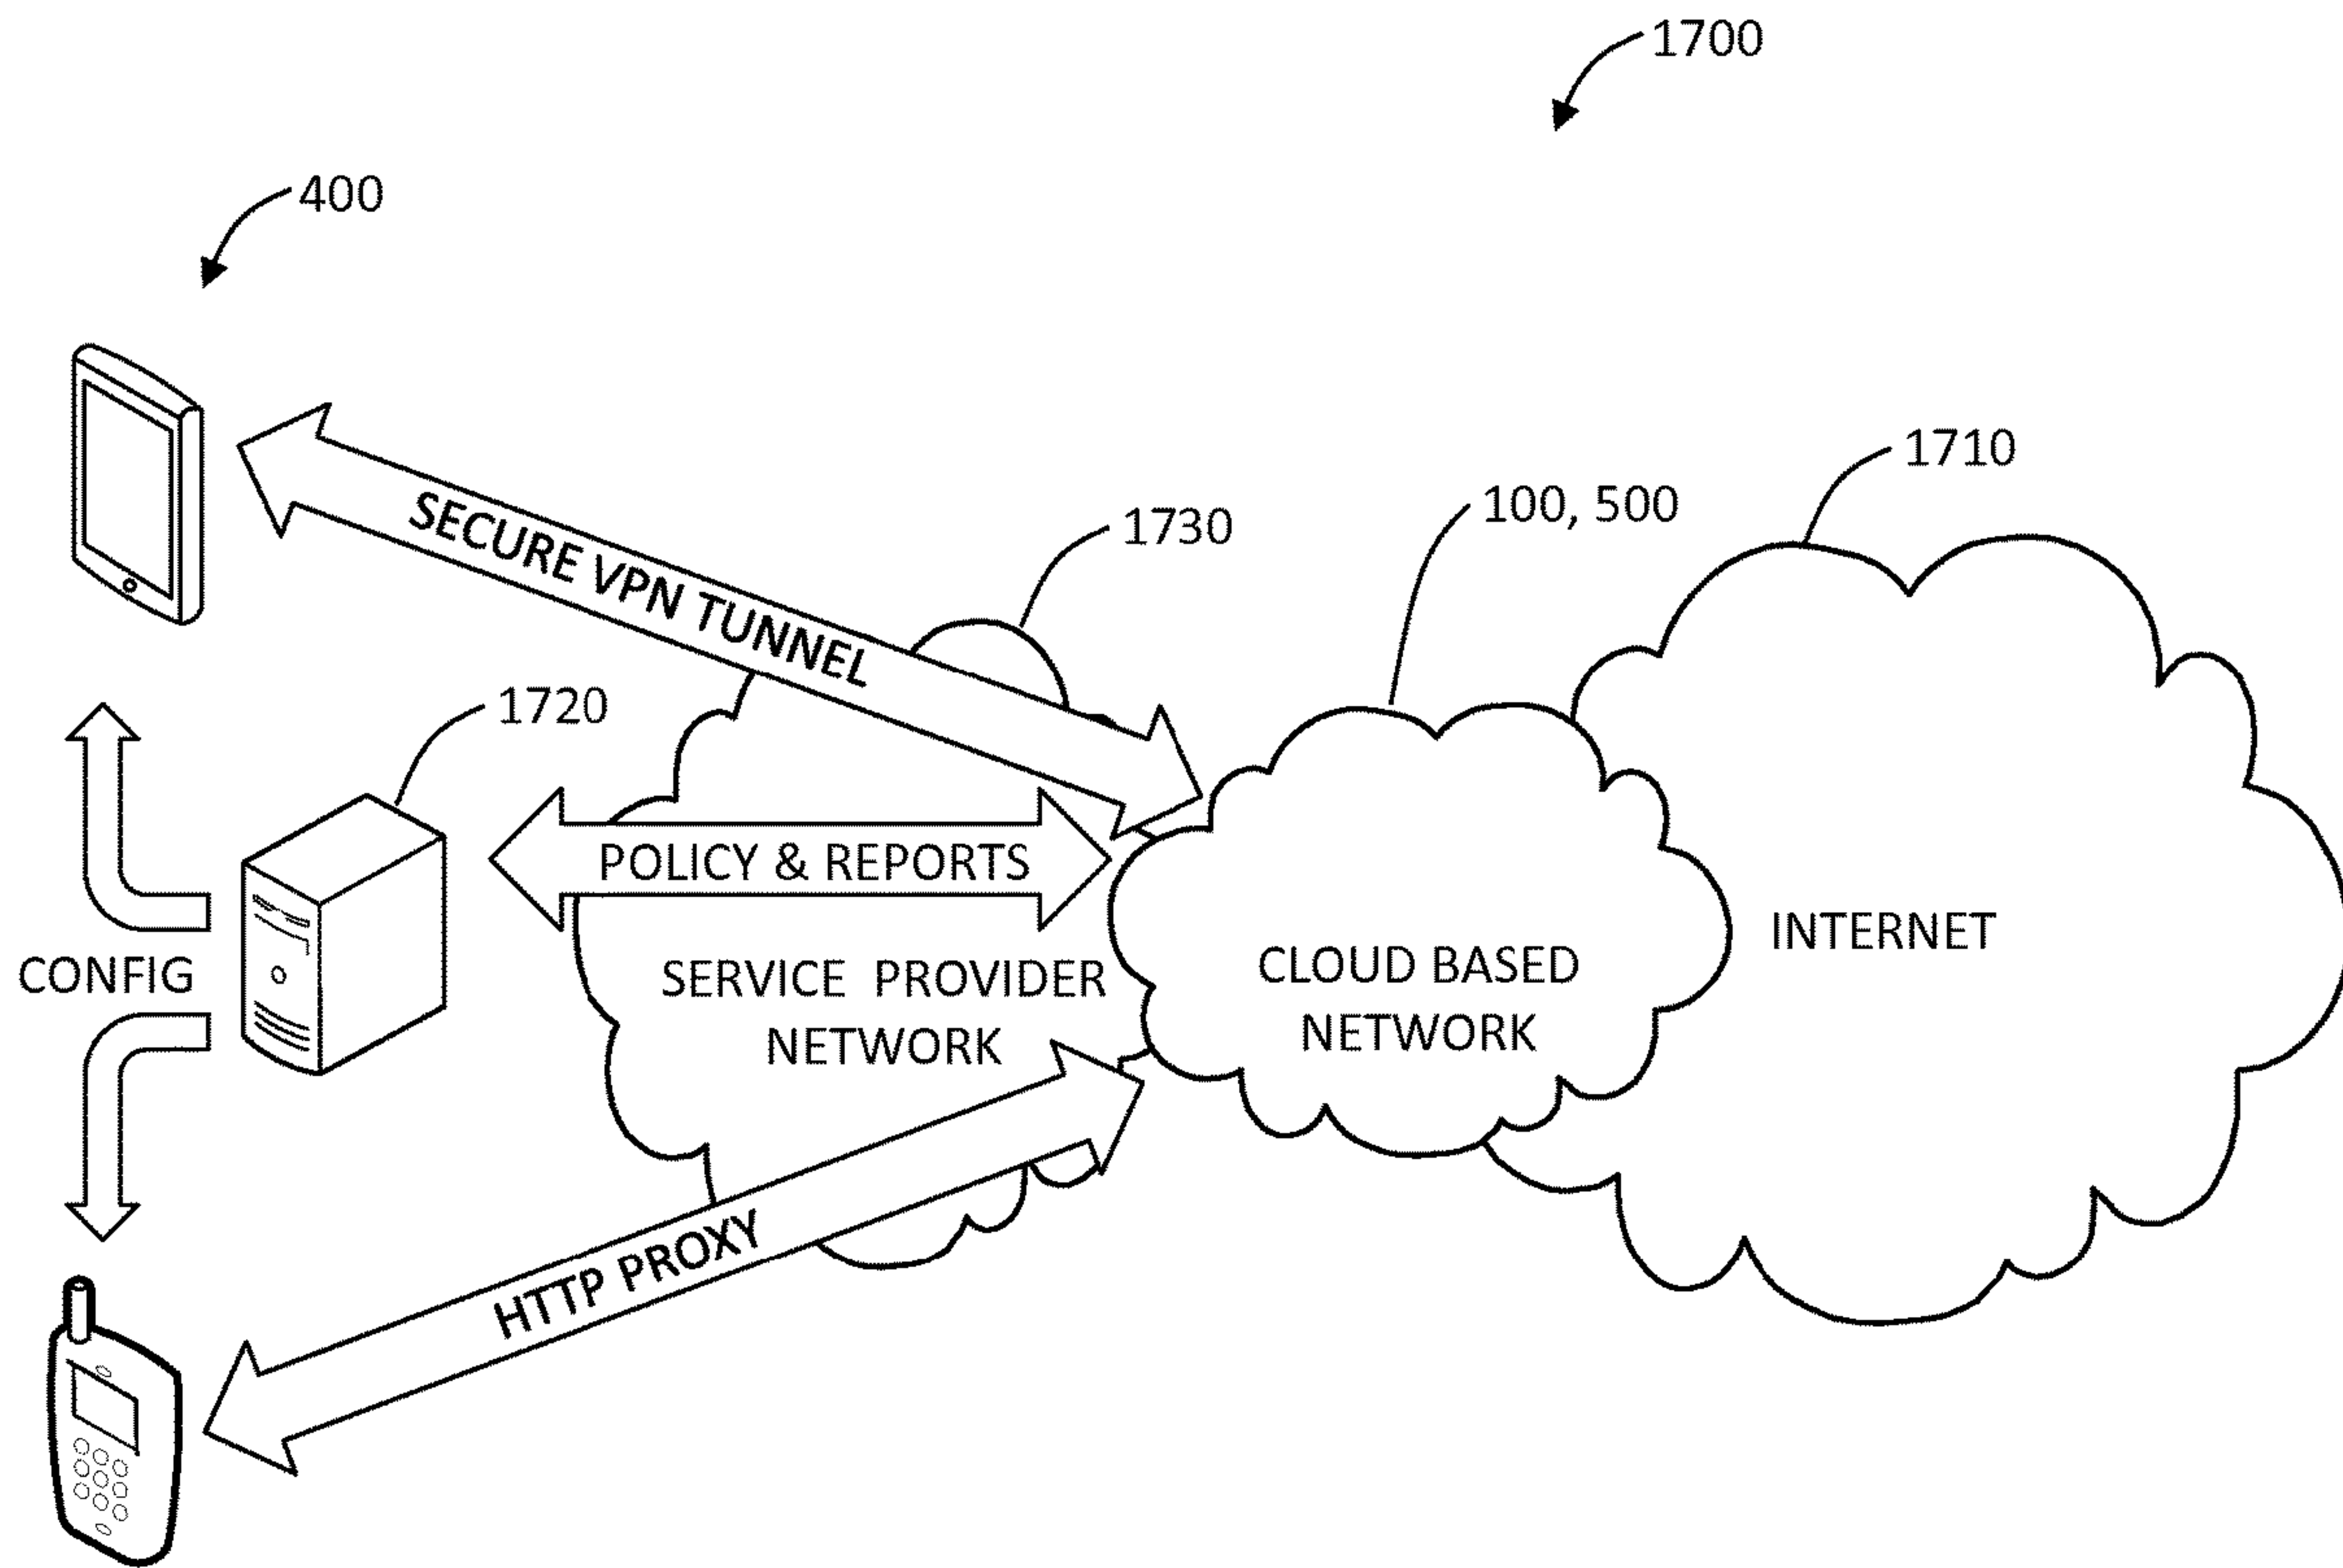 1700
400
1710
100, 500
1730
SECURE VPN TUNNEL
1720
POLICY & REPORTS
INTERNET
CONFIG
SERVICE PROVIDER
NETWORK
CLOUD BASED
NETWORK
HTTP PROXY